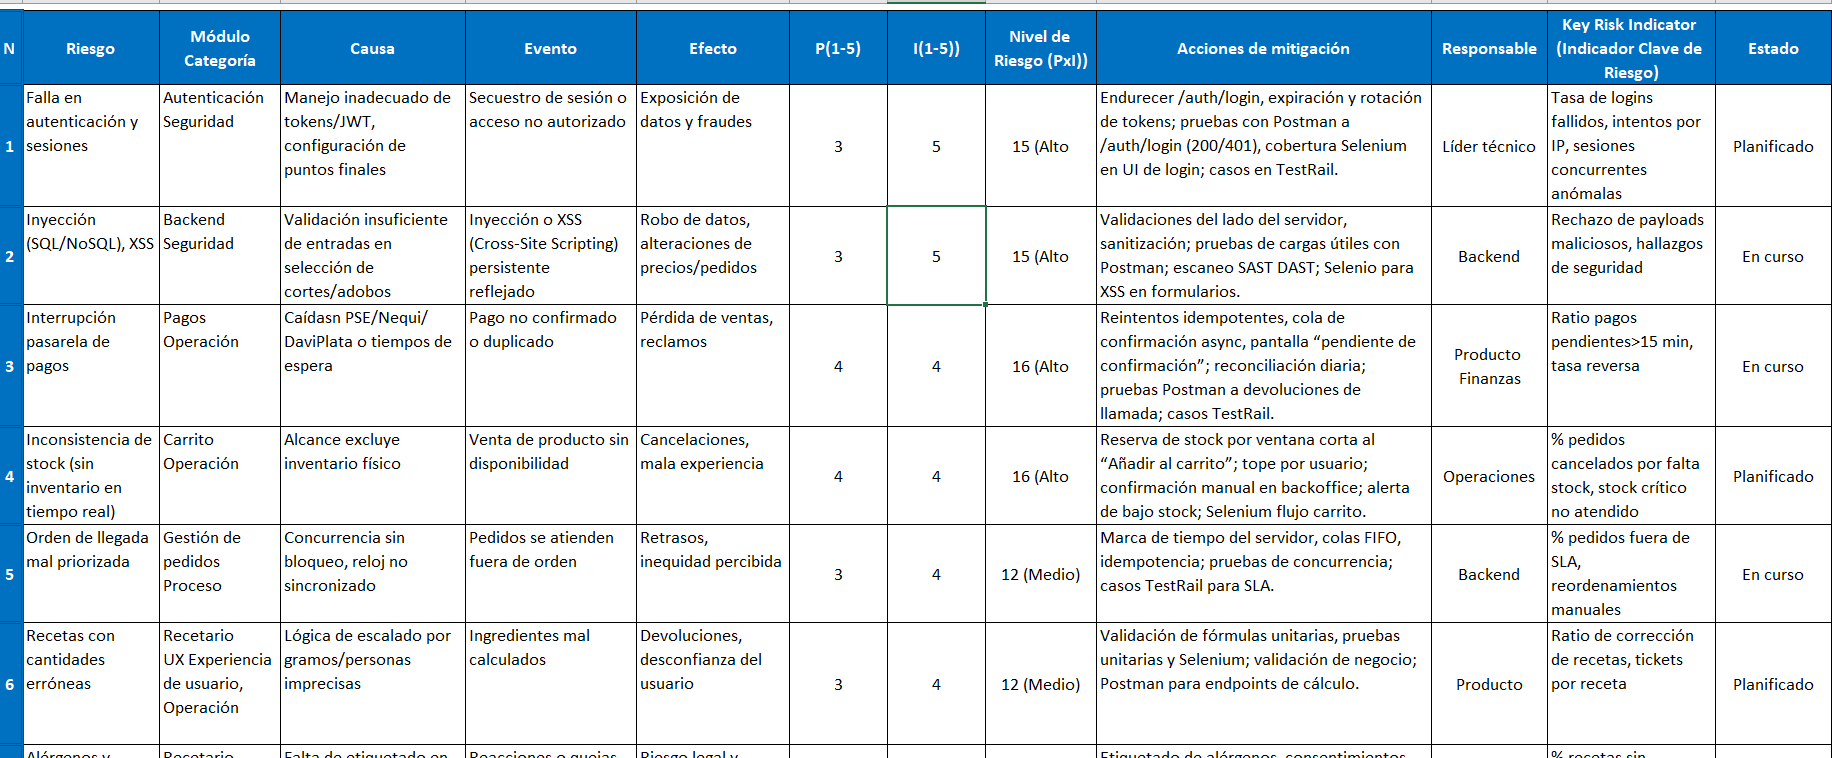 N
Riesgo
Módulo
Categoría
Causa
Evento
Efecto
P(1-5)
I(1-5))
Nivel de
Riesgo (PxI))
Acciones de mitigación
Responsable
Key Risk Indicator
(Indicador Clave de
Riesgo)
Estado
1
Falla en
autenticación y
sesiones
Autenticación
Seguridad
Manejo inadecuado de
tokens/JWT,
configuración de
puntos finales
Secuestro de sesión o
acceso no autorizado
Exposición de
datos y fraudes
3
5
15 (Alto
Endurecer /auth/login, expiración y rotación
de tokens; pruebas con Postman a
/auth/login (200/401), cobertura Selenium
en UI de login; casos en TestRail.
Líder técnico
Tasa de logins
fallidos, intentos por
IP, sesiones
concurrentes
anómalas
Planificado
2
Inyección
(SQL/NoSQL), XSS
Backend
Seguridad
Validación insuficiente
de entradas en
selección de
cortes/adobos
Inyección o XSS
(Cross-Site Scripting)
persistente
reflejado
Robo de datos,
alteraciones de
precios/pedidos
3
5
15 (Alto
Validaciones del lado del servidor,
sanitización; pruebas de cargas útiles con
Postman; escaneo SAST DAST; Selenio para
XSS en formularios.
Backend
Rechazo de payloads
maliciosos, hallazgos
de seguridad
En curso
3
Interrupción
pasarela de
pagos
Pagos
Operación
Caídasn PSE/Nequi/
DaviPlata o tiempos de
espera
Pago no confirmado
o duplicado
Pérdida de ventas,
reclamos
4
4
16 (Alto
Reintentos idempotentes, cola de
confirmación async, pantalla “pendiente de
confirmación”; reconciliación diaria;
pruebas Postman a devoluciones de
llamada; casos TestRail.
Producto
Finanzas
Ratio pagos
pendientes>15 min,
tasa reversa
En curso
4
Inconsistencia de
stock (sin
inventario en
tiempo real)
Carrito
Operación
Alcance excluye
inventario físico
Venta de producto sin
disponibilidad
Cancelaciones,
mala experiencia
4
4
16 (Alto
Reserva de stock por ventana corta al
“Añadir al carrito”; tope por usuario;
confirmación manual en backoffice; alerta
de bajo stock; Selenium flujo carrito.
Operaciones
% pedidos
cancelados por falta
stock, stock crítico
no atendido
Planificado
5
Orden de llegada
mal priorizada
Gestión de
pedidos
Proceso
Concurrencia sin
bloqueo, reloj no
sincronizado
Pedidos se atienden
fuera de orden
Retrasos,
inequidad percibida
3
4
12 (Medio)
Marca de tiempo del servidor, colas FIFO,
idempotencia; pruebas de concurrencia;
casos TestRail para SLA.
Backend
% pedidos fuera de
SLA,
reordenamientos
manuales
En curso
6
Recetas con
cantidades
erróneas
Recetario
UX Experiencia
de usuario,
Operación
Lógica de escalado por
gramos/personas
imprecisas
Ingredientes mal
calculados
Devoluciones,
desconfianza del
usuario
3
4
12 (Medio)
Validación de fórmulas unitarias, pruebas
unitarias y Selenium; validación de negocio;
Postman para endpoints de cálculo.
Producto
Ratio de corrección
de recetas, tickets
por receta
Planificado
Alérgenos y
Recetario
Falta de etiquetado en
Reacciones o quejas
Riesgo legal y
Etiquetado de alérgenos, consentimientos
% recetas sin